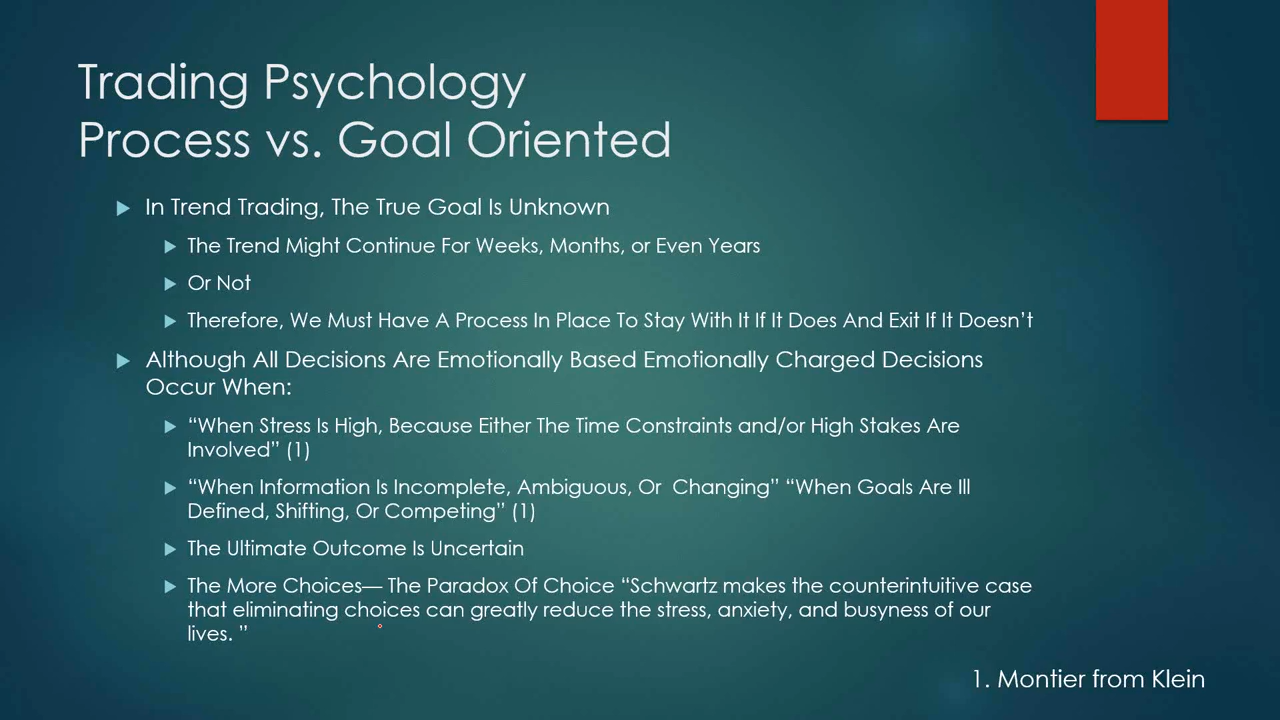 Trading Psychology
Process vs. Goal Oriented
In Trend Trading, The True Goal Is Unknown
The Trend Might Continue For Weeks, Months, or Even Years
Or Not
Therefore, We Must Have A Process In Place To Stay With It If It Does And Exit If It Doesn’t
Although All Decisions Are Emotionally Based Emotionally Charged Decisions
Occur When:
“When Stress Is High, Because Either The Time Constraints and/or High Stakes Are
Involved” (1)
“When Information Is Incomplete, Ambiguous, Or  Changing” “When Goals Are Ill
Defined, Shifting, Or Competing” (1)
The Ultimate Outcome Is Uncertain
The More Choices— The Paradox Of Choice “Schwartz makes the counterintuitive case
that eliminating choices can greatly reduce the stress, anxiety, and busyness of our
lives. ”
1. Montier from Klein